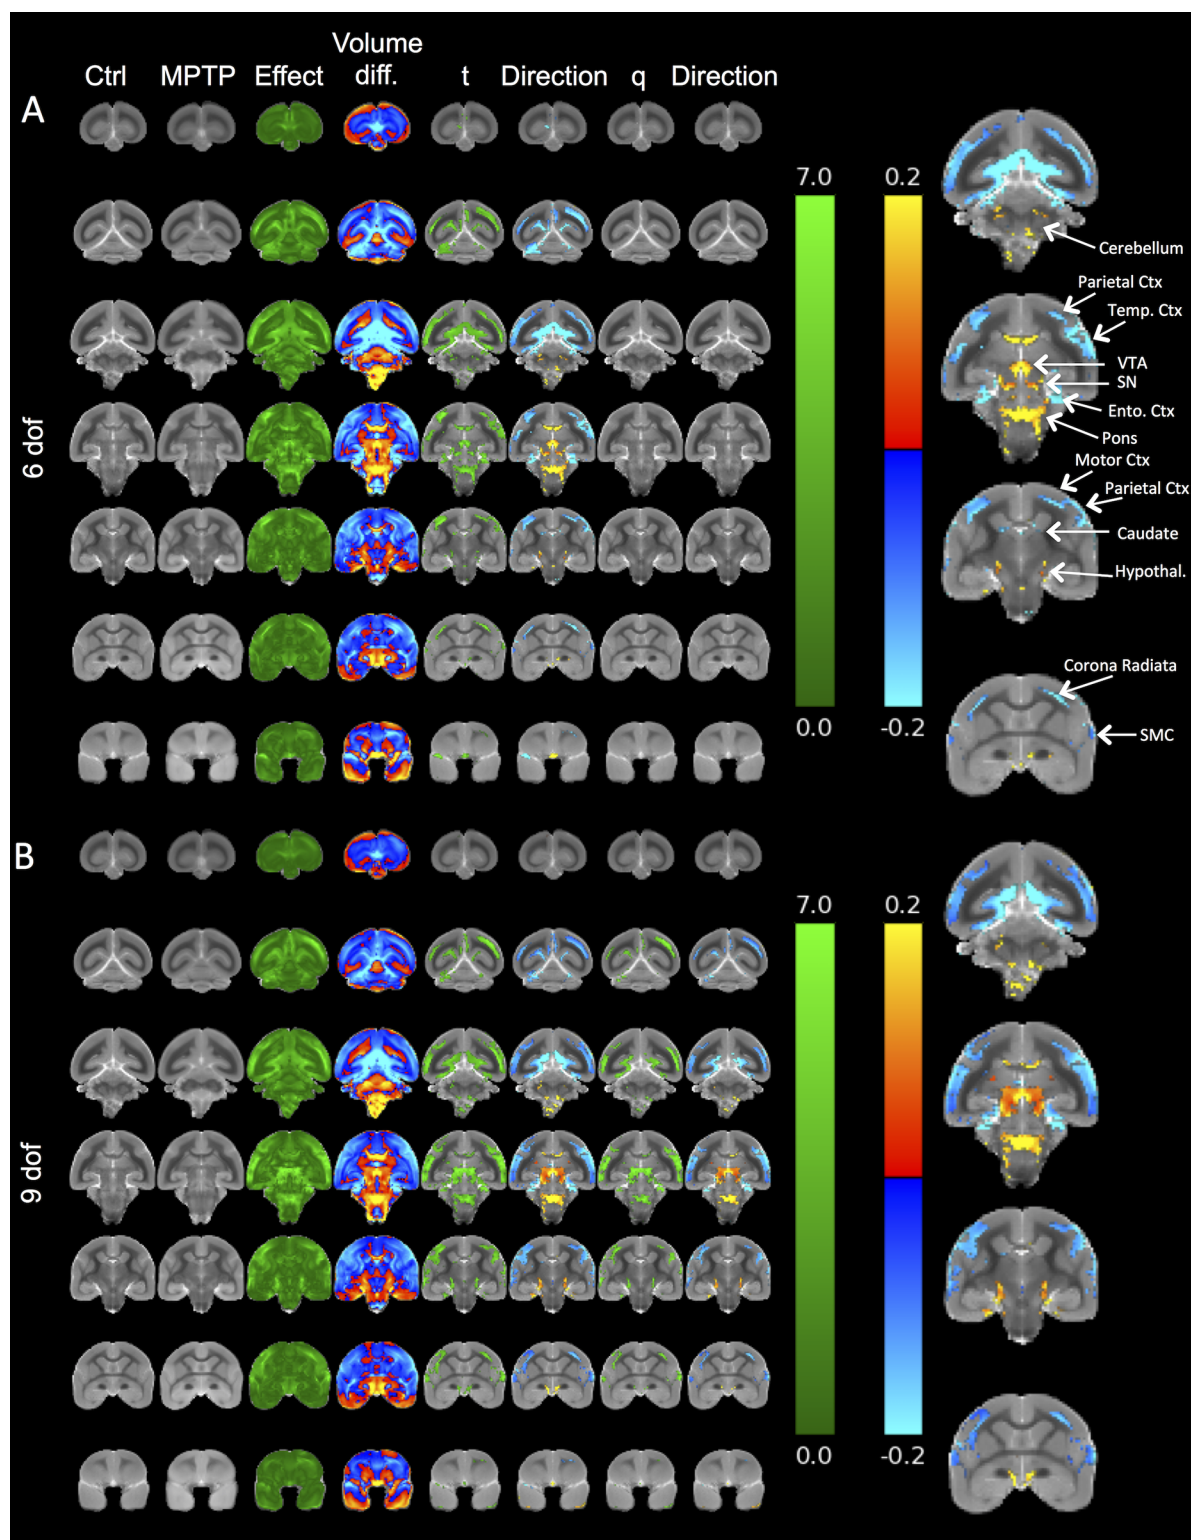 Ctrl MPTP Effect Volume diff. t Direction q Direction
A
6 dof
7.0 0.2
0.0 -0.2
Cerebellum
Parietal Ctx
Temp. Ctx
VTA
SN
Ento. Ctx
Pons
Motor Ctx
Parietal Ctx
Caudate
Hypothal.
Corona Radiata
SMC
B
9 dof
7.0 0.2
0.0 -0.2